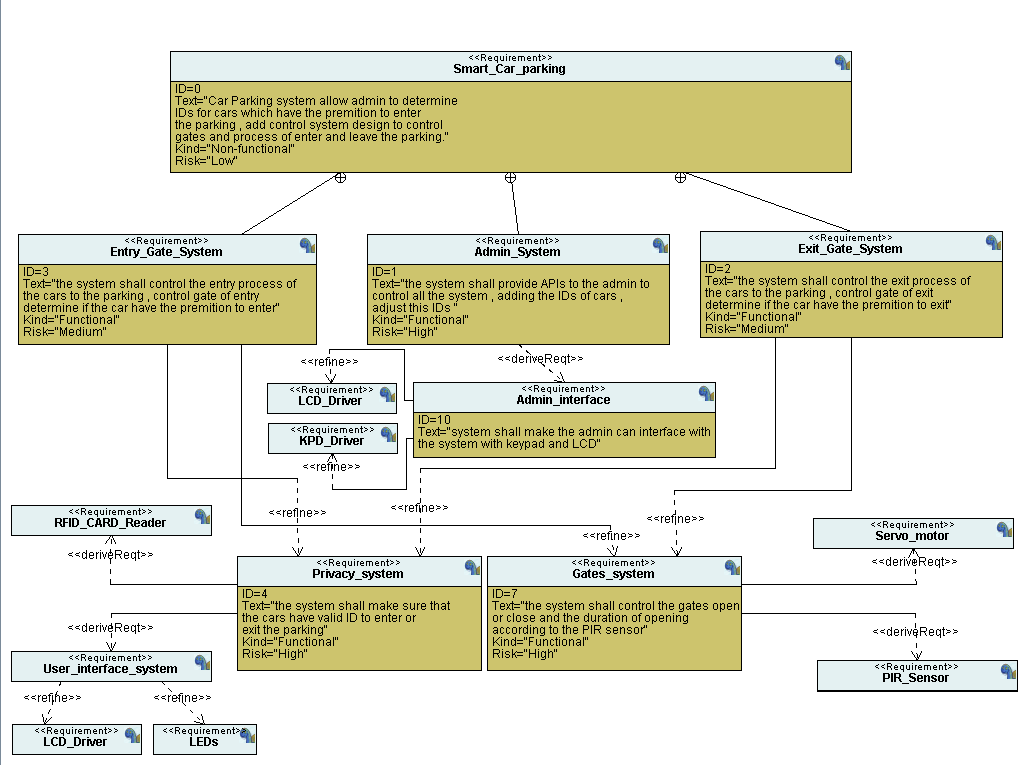 <<Requirement>>
Smart_Car_parking
ID=0
Text="Car Parking system allow admin to determine
IDs for cars which have the premition to enter
the parking , add control system design to control
gates and process of enter and leave the parking."
Kind="Non-functional"
Risk="Low"
<<Requirement>>
Entry_Gate_System
ID=3
Text="the system shall control the entry process of
the cars to the parking , control gate of entry
determine if the car have the premition to enter"
Kind="Functional"
Risk="Medium"
<<Requirement>>
Admin_System
ID=1
Text="the system shall provide APIs to the admin to
control all the system , adding the IDs of cars ,
adjust this IDs "
Kind="Functional"
Risk="High"
<<Requirement>>
Exit_Gate_System
ID=2
Text="the system shall control the exit process of
the cars to the parking , control gate of exit
determine if the car have the premition to exit"
Kind="Functional"
Risk="Medium"
<<refine>>
<<deriveReqt>>
<<Requirement>>
LCD_Driver
<<Requirement>>
Admin_interface
ID=10
Text="system shall make the admin can interface with
the system with keypad and LCD"
<<Requirement>>
KPD_Driver
<<refine>>
<<refine>>
<<refine>>
<<refine>>
<<refine>>
<<Requirement>>
RFID_CARD_Reader
<<deriveReqt>>
<<Requirement>>
Servo_motor
<<deriveReqt>>
<<Requirement>>
Privacy_system
ID=4
Text="the system shall make sure that
the cars have valid ID to enter or
exit the parking"
Kind="Functional"
Risk="High"
<<Requirement>>
Gates_system
ID=7
Text="the system shall control the gates open
or close and the duration of opening
according to the PIR sensor"
Kind="Functional"
Risk="High"
<<deriveReqt>>
<<deriveReqt>>
<<Requirement>>
User_interface_system
<<Requirement>>
PIR_Sensor
<<refine>>
<<refine>>
<<Requirement>>
LCD_Driver
<<Requirement>>
LEDs